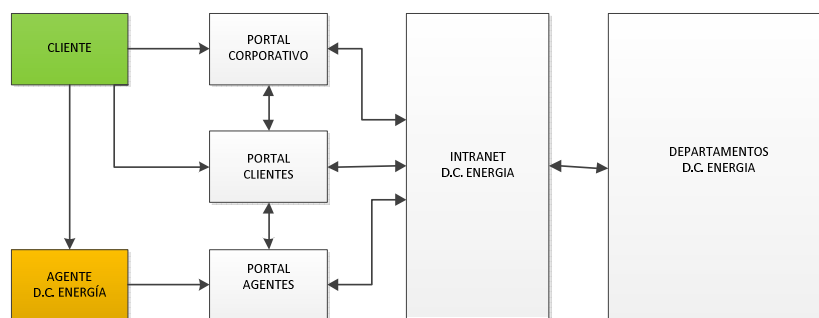 CLIENTE
PORTAL
CORPORATIVO
PORTAL
CLIENTES
INTRANET
D.C. ENERGIA
DEPARTAMENTOS
D.C. ENERGIA
AGENTE
D.C. ENERGÍA
PORTAL
AGENTES